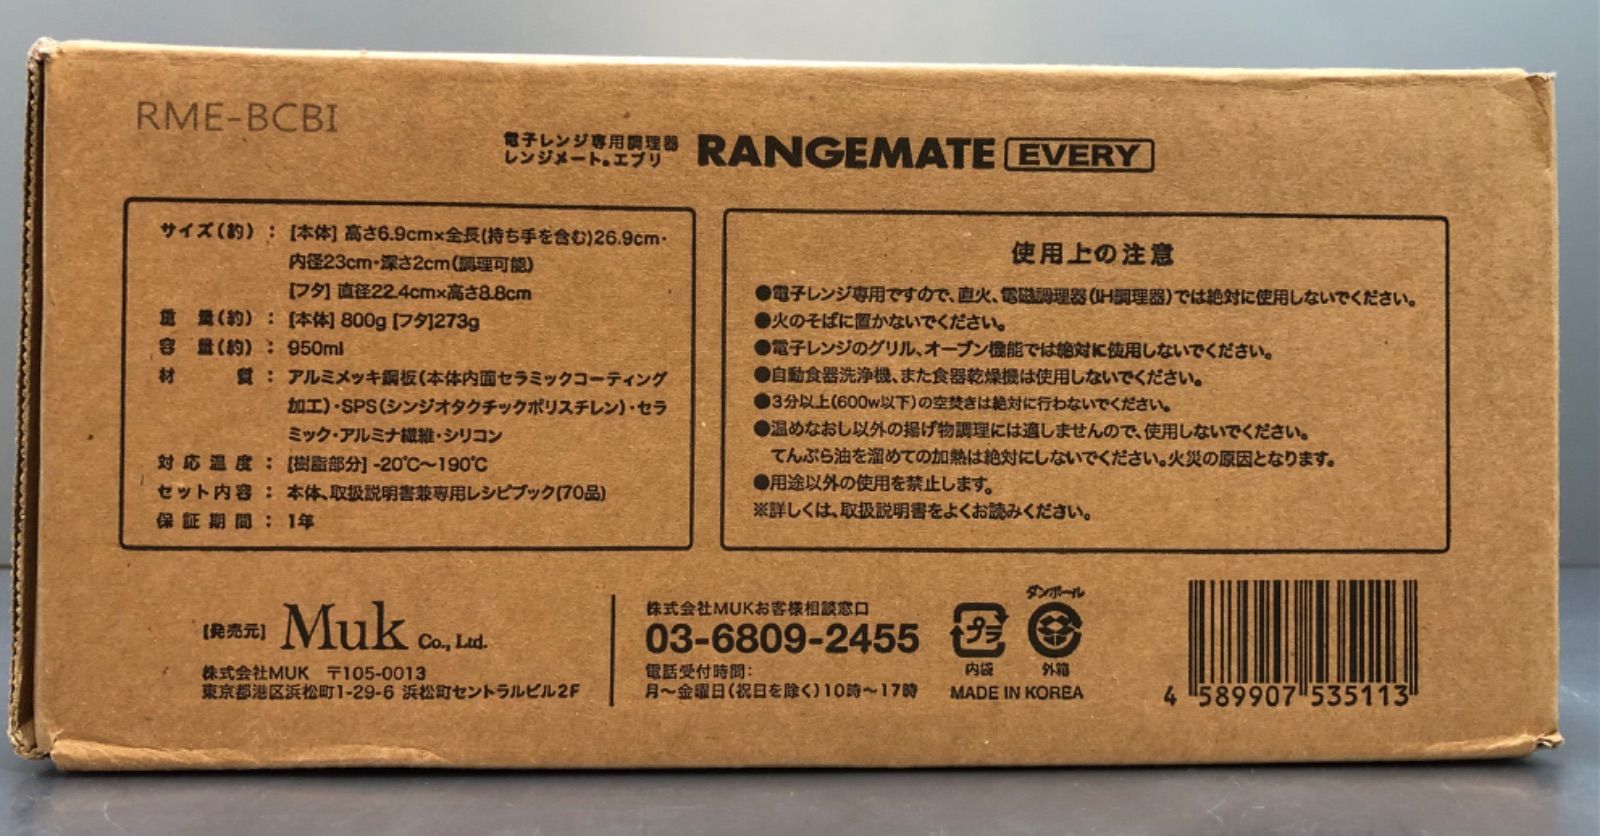 RME-BCBI
電子レンジ専用調理器
レンジメート。エブリ
RANGEMATE EVERY
サイズ(約)： [本体] 高さ6.9cm×全長(持ち手を含む)26.9cm・
内径23cm・深さ2cm(調理可能)
[フタ] 直径22.4cm×高さ8.8cm
重量(約)： [本体] 800g [フタ]273g
容量(約)： 950ml
材質： アルミメッキ鋼板(本体内面セラミックコーティング
加工)・SPS(シンジオタクチックポリスチレン)・セラ
ミック・アルミナ繊維・シリコン
対応温度： [樹脂部分] -20℃～190℃
セット内容： 本体、取扱説明書兼専用レシピブック(70品)
保証期間： 1年
使用上の注意
●電子レンジ専用ですので、直火、電磁調理器(IH調理器)では絶対に使用しないでください。
●火のそばに置かないでください。
●電子レンジのグリル、オーブン機能では絶対に使用しないでください。
●自動食器洗浄機、また食器乾燥機は使用しないでください。
●3分以上(600w以下)の空焚きは絶対に行わないでください。
●温めなおし以外の揚げ物調理には適しませんので、使用しないでください。
てんぷら油を溜めての加熱は絶対にしないでください。火災の原因となります。
●用途以外の使用を禁止します。
※詳しくは、取扱説明書をよくお読みください。
[発売元] Muk Co., Ltd.
株式会社MUK 〒105-0013
東京都港区浜松町1-29-6 浜松町セントラルビル2F
株式会社MUKお客様相談窓口
03-6809-2455
電話受付時間：
月～金曜日(祝日を除く)10時～17時
プラ
内袋
ダンボール
外箱
MADE IN KOREA
4 589907 535113